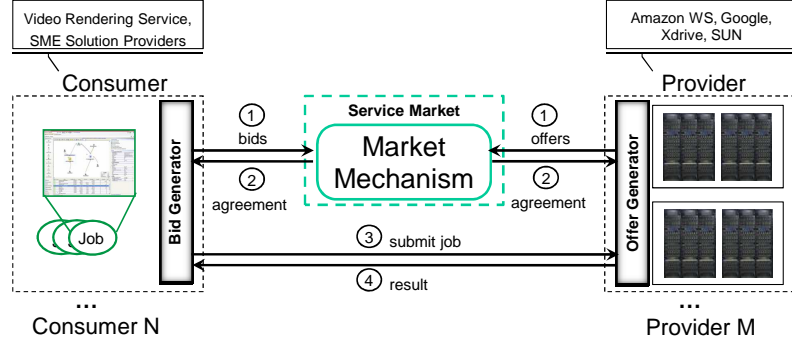 Video Rendering Service,
SME Solution Providers
Amazon WS, Google,
Xdrive, SUN
Consumer
Provider
Service Market
Market
Mechanism
Bid Generator
Offer Generator
1
bids
1
offers
2
agreement
2
agreement
Job
3 submit job
4 result
...
Consumer N
...
Provider M